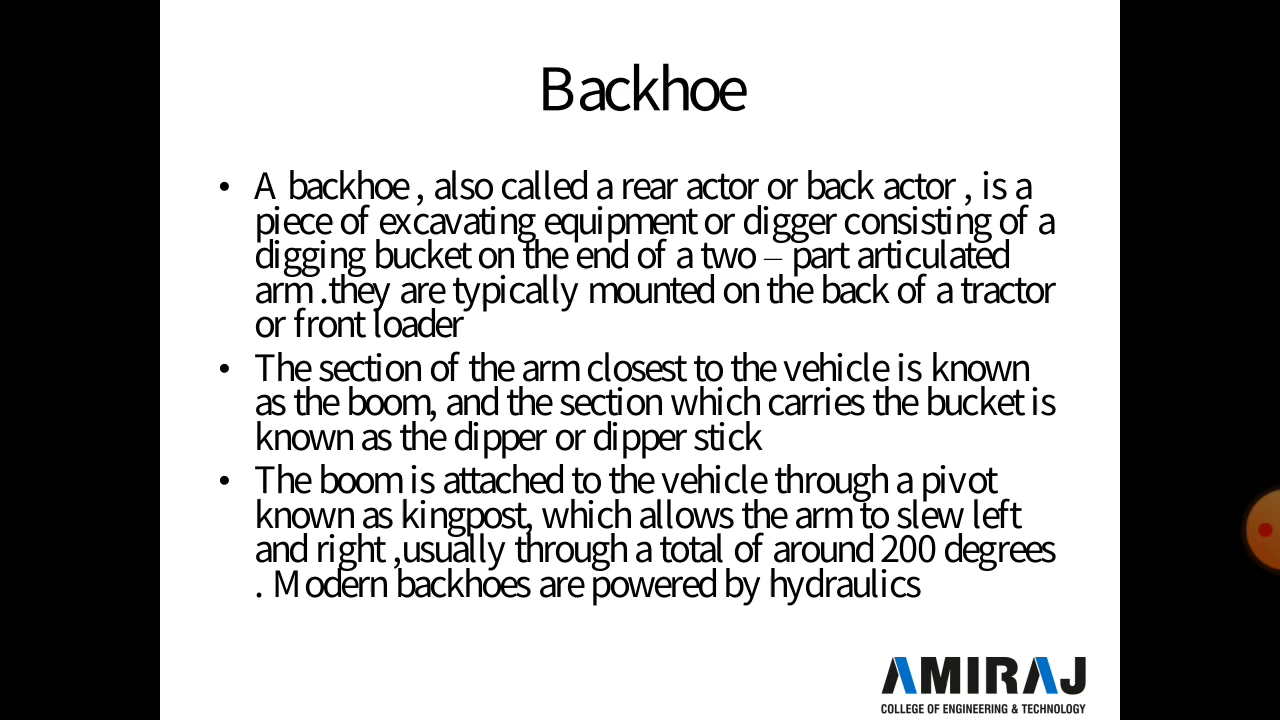 Backhoe
• A backhoe , also called a rear actor or back actor , is a
piece of excavating equipment or digger consisting of a
digging bucket on the end of a two – part articulated
arm .they are typically mounted on the back of a tractor
or front loader
• The section of the arm closest to the vehicle is known
as the boom, and the section which carries the bucket is
known as the dipper or dipper stick
• The boom is attached to the vehicle through a pivot
known as kingpost, which allows the arm to slew left
and right ,usually through a total of around 200 degrees
. Modern backhoes are powered by hydraulics
AMIRAJ
COLLEGE OF ENGINEERING & TECHNOLOGY